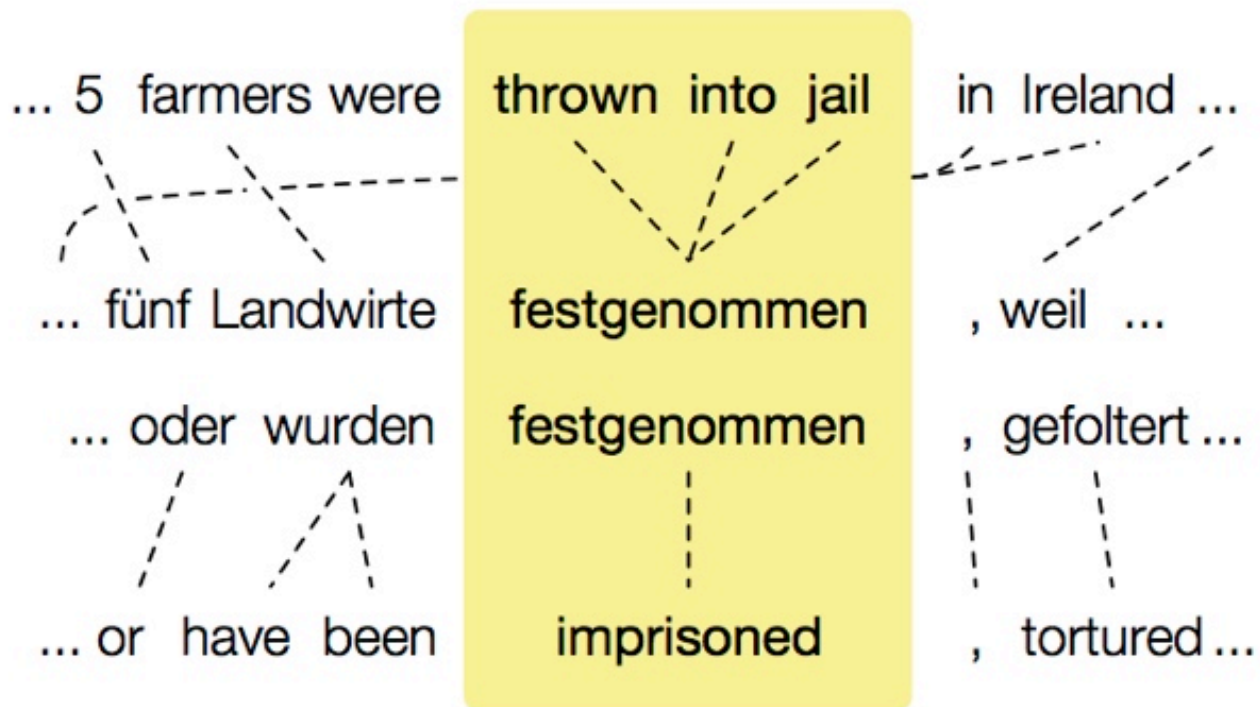 ... 5 farmers were thrown into jail in Ireland ...
... fünf Landwirte festgenommen , weil ...
... oder wurden festgenommen , gefoltert ...
... or have been imprisoned , tortured ...